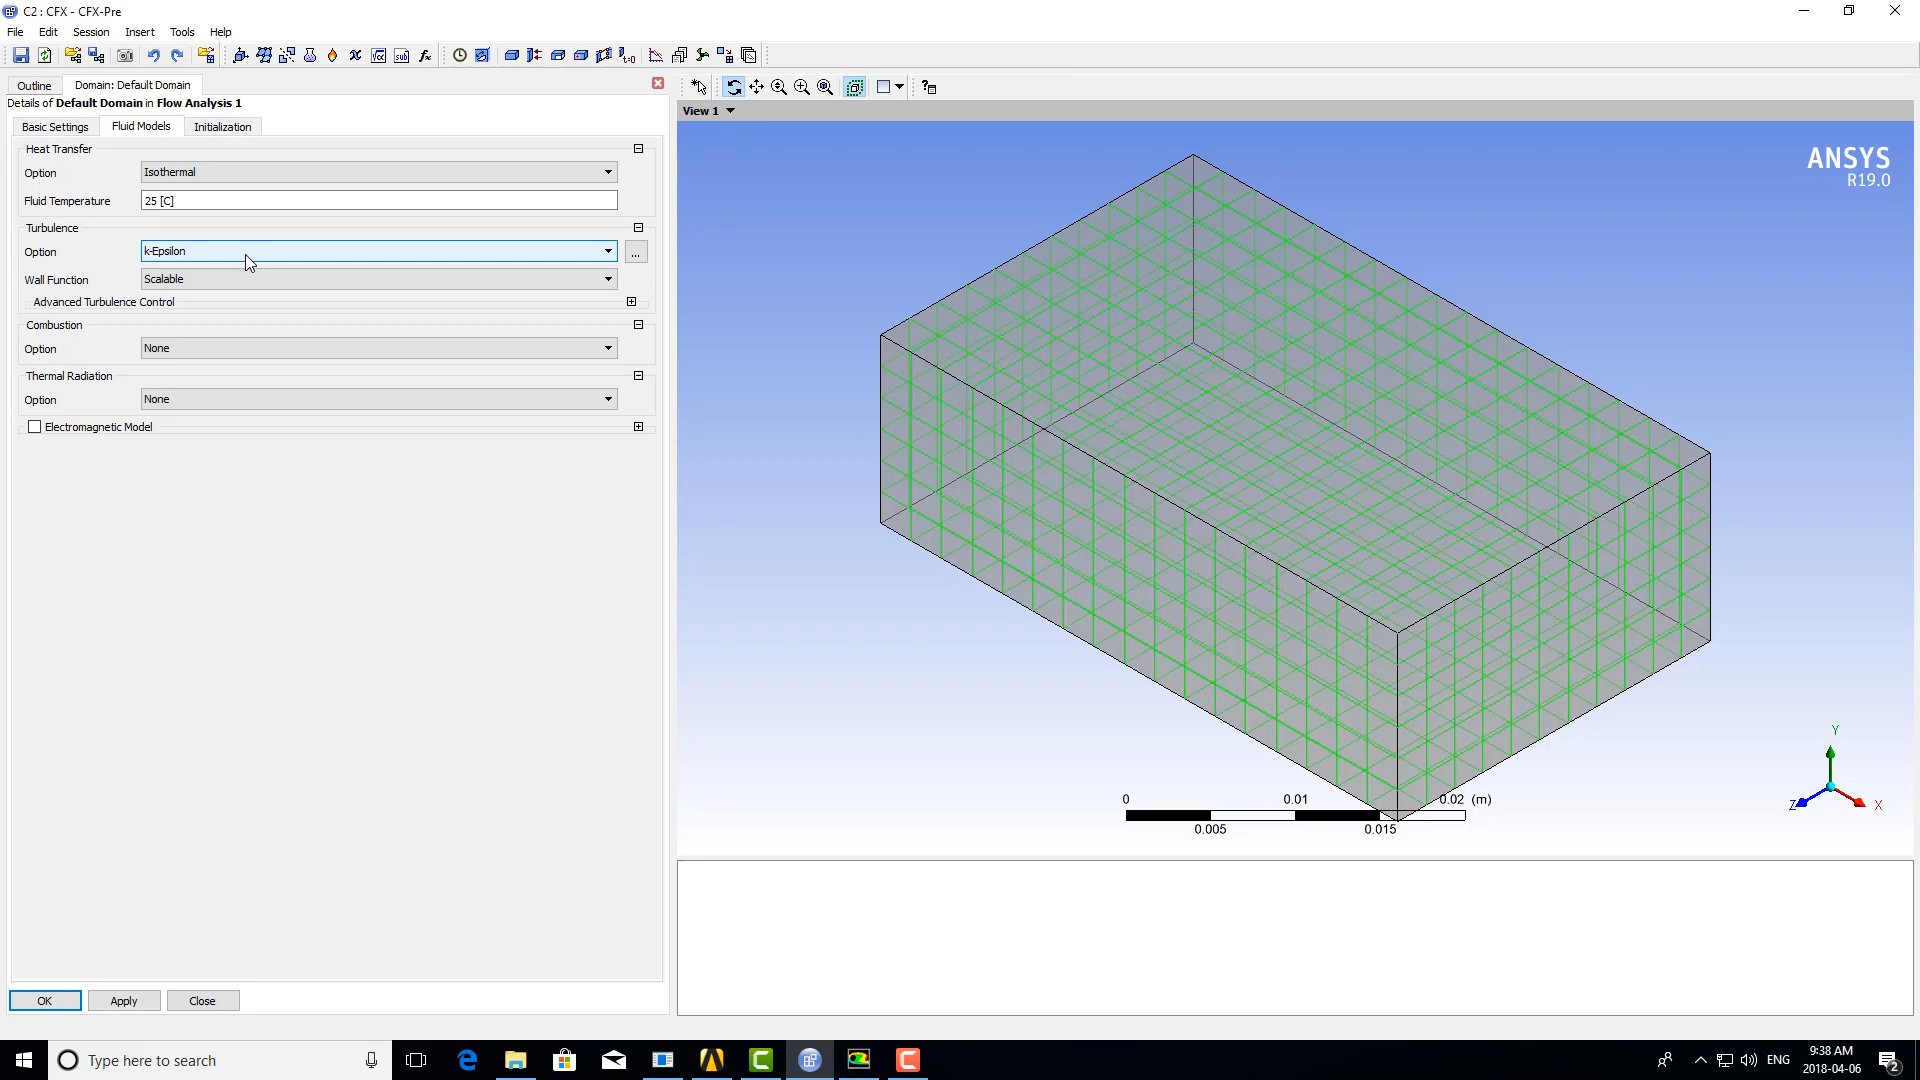 C2 : CFX - CFX-Pre
File Edit Session Insert Tools Help
Outline
Domain: Default Domain
Details of Default Domain in Flow Analysis 1
Basic Settings
Fluid Models
Initialization
Heat Transfer
Option
Isothermal
Fluid Temperature
25 [C]
Turbulence
Option
k-Epsilon
...
Wall Function
Scalable
Advanced Turbulence Control
Combustion
Option
None
Thermal Radiation
Option
None
Electromagnetic Model
OK
Apply
Close
View 1
ANSYS
R19.0
Y
Z
X
0
0.01
0.02
(m)
0.005
0.015
Type here to search
ENG
9:38 AM
2018-04-06
2